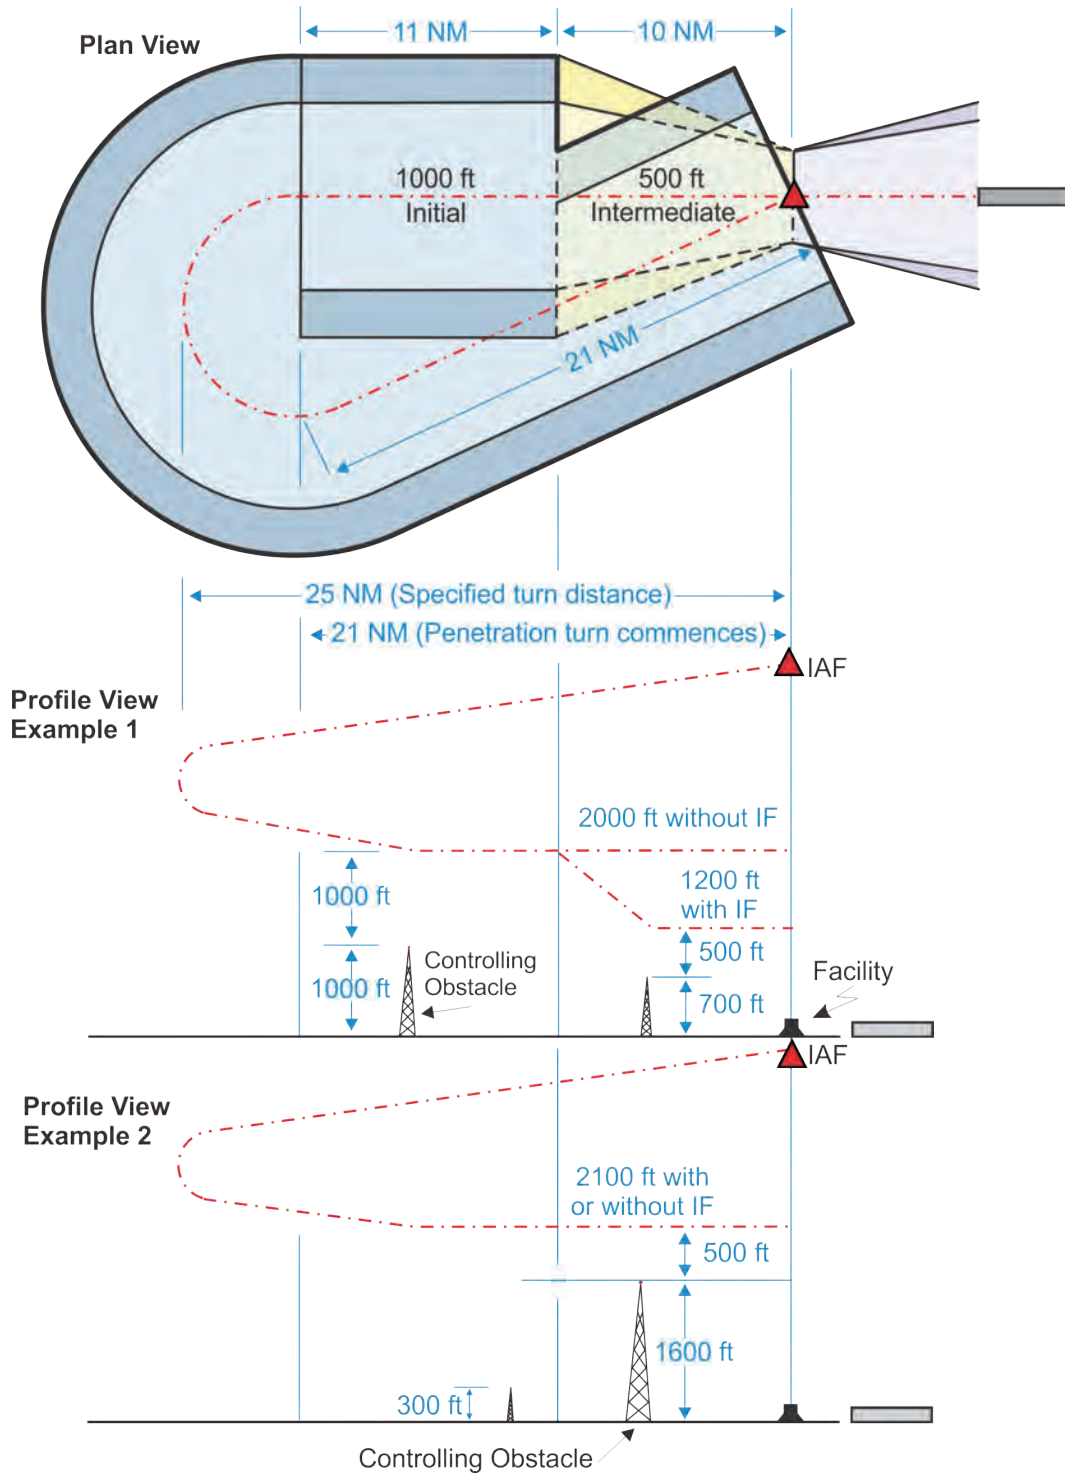 Plan View
11 NM
10 NM
1000 ft
Initial
500 ft
Intermediate
21 NM
25 NM (Specified turn distance)
21 NM (Penetration turn commences)
IAF
Profile View
Example 1
2000 ft without IF
1200 ft
with IF
1000 ft
500 ft
Controlling
Obstacle
1000 ft
700 ft
Facility
IAF
Profile View
Example 2
2100 ft with
or without IF
500 ft
1600 ft
300 ft
Controlling Obstacle